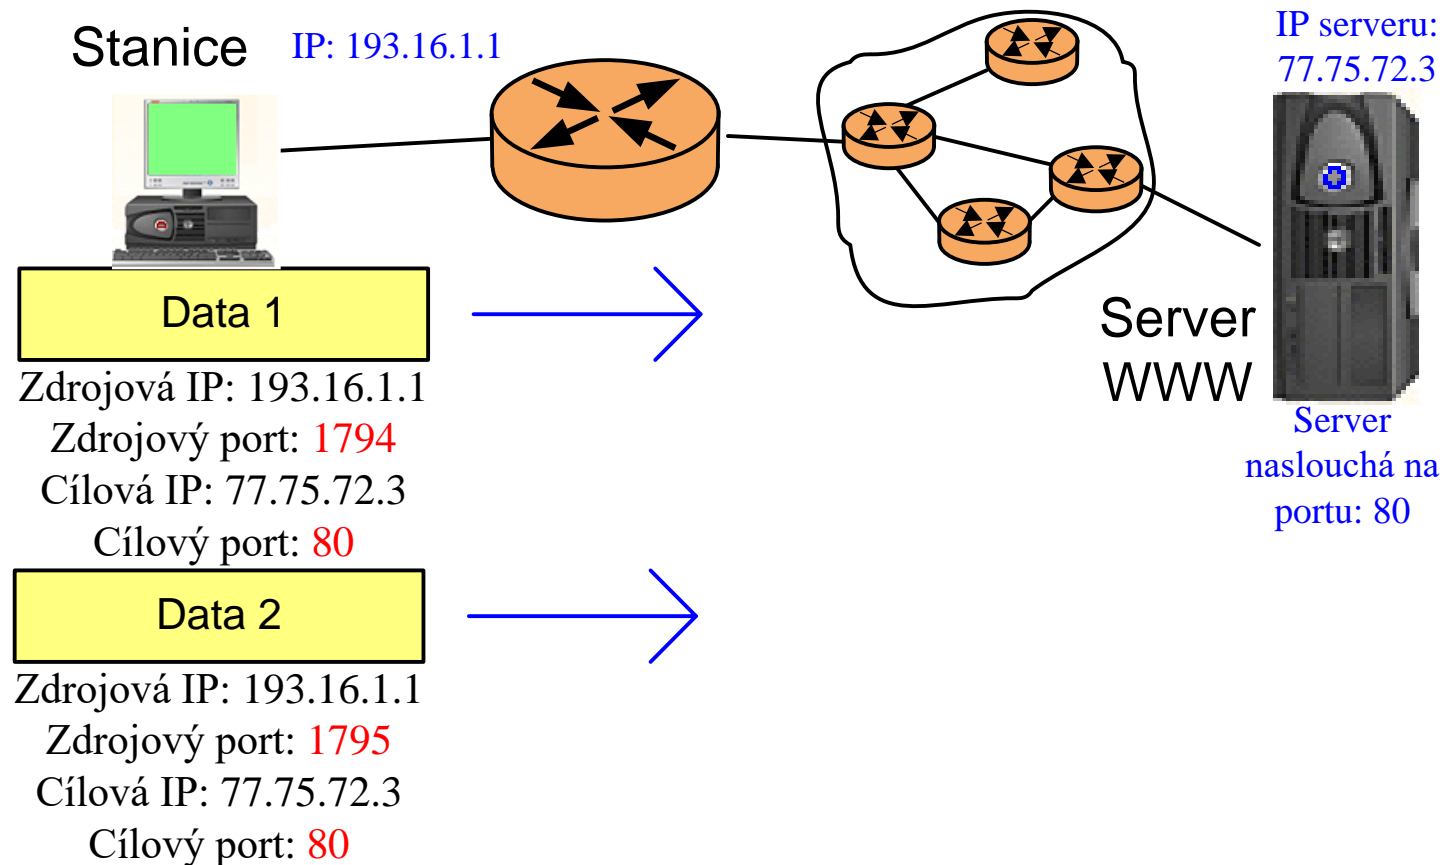 Stanice
IP: 193.16.1.1
IP serveru:
77.75.72.3
Data 1
Zdrojová IP: 193.16.1.1
Zdrojový port: 1794
Cílová IP: 77.75.72.3
Cílový port: 80
Server
WWW
Server
naslouchá na
portu: 80
Data 2
Zdrojová IP: 193.16.1.1
Zdrojový port: 1795
Cílová IP: 77.75.72.3
Cílový port: 80